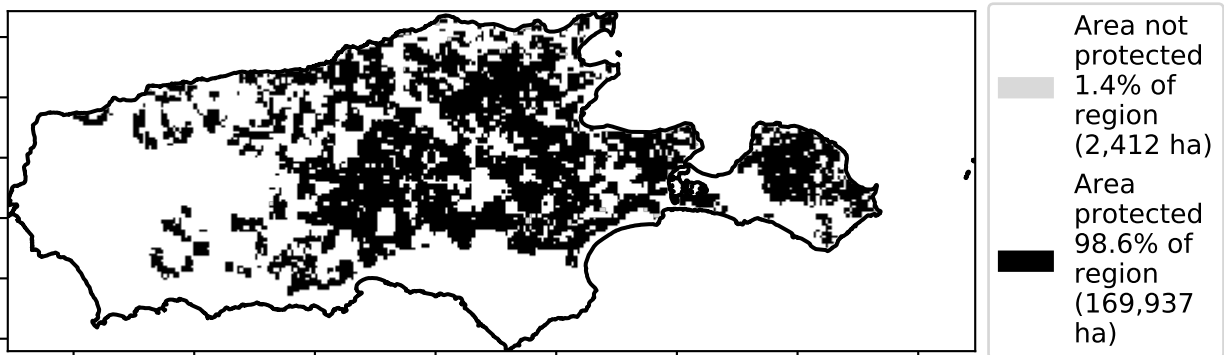 Area not
protected
1.4% of
region
(2,412 ha)
Area
protected
98.6% of
region
(169,937
ha)